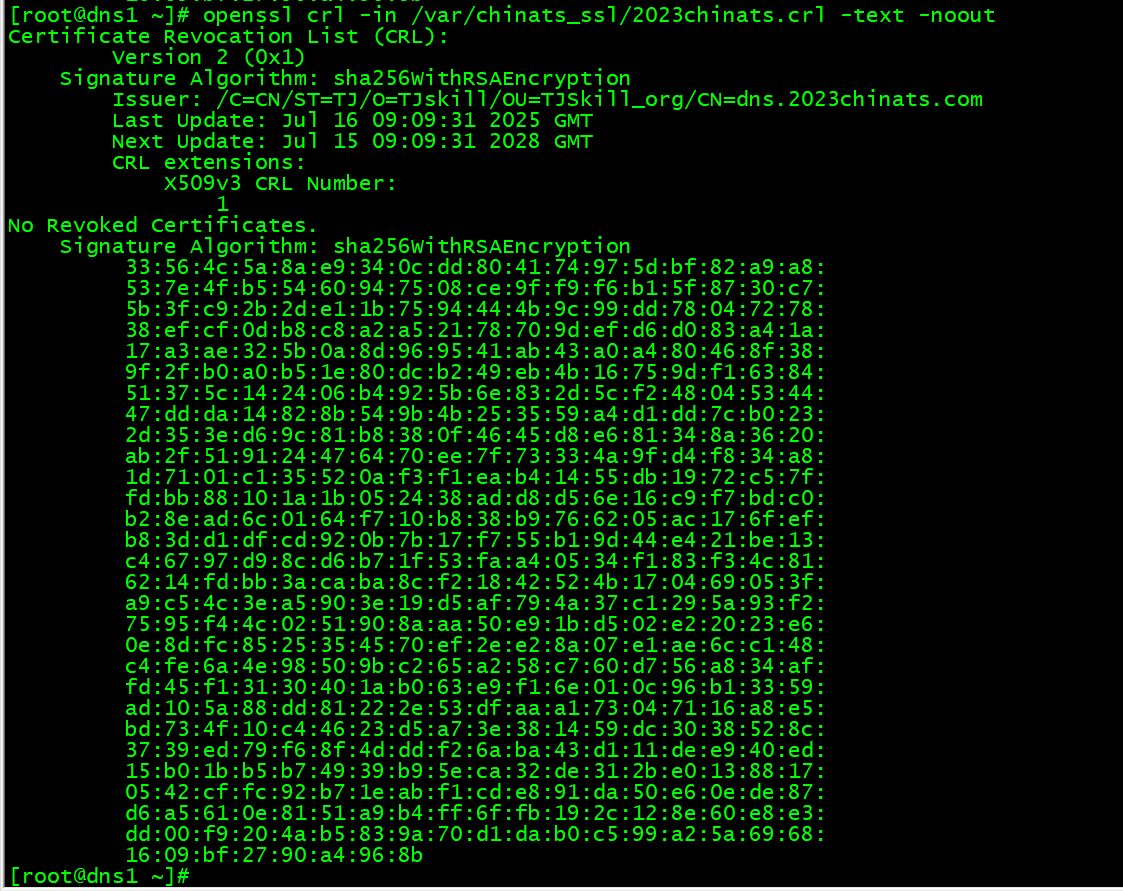 [root@dns1 ~]# openssl crl -in /var/chinats_ssl/2023chinats.crl -text -noout
Certificate Revocation List (CRL):
        Version 2 (0x1)
    Signature Algorithm: sha256WithRSAEncryption
        Issuer: /C=CN/ST=TJ/O=TJskill/OU=TJSkill_org/CN=dns.2023chinats.com
        Last Update: Jul 16 09:09:31 2025 GMT
        Next Update: Jul 15 09:09:31 2028 GMT
        CRL extensions:
            X509v3 CRL Number:
                1
No Revoked Certificates.
    Signature Algorithm: sha256WithRSAEncryption
         33:56:4c:5a:8a:e9:34:0c:dd:80:41:74:97:5d:bf:82:a9:a8:
         53:7e:4f:b5:54:60:94:75:08:ce:9f:f9:f6:b1:5f:87:30:c7:
         5b:3f:c9:2b:2d:e1:1b:75:94:44:4b:9c:99:dd:78:04:72:78:
         38:ef:cf:0d:b8:c8:a2:a5:21:78:70:9d:ef:d6:d0:83:a4:1a:
         17:a3:ae:32:5b:0a:8d:96:95:41:ab:43:a0:a4:80:46:8f:38:
         9f:2f:b0:a0:b5:1e:80:dc:b2:49:eb:4b:16:75:9d:f1:63:84:
         51:37:5c:14:24:06:b4:92:5b:6e:83:2d:5c:f2:48:04:53:44:
         47:dd:da:14:82:8b:54:9b:4b:25:35:59:a4:d1:dd:7c:b0:23:
         2d:35:3e:d6:9c:81:b8:38:0f:46:45:d8:e6:81:34:8a:36:20:
         ab:2f:51:91:24:47:64:70:ee:7f:73:33:4a:9f:d4:f8:34:a8:
         1d:71:01:c1:35:52:0a:f3:f1:ea:b4:14:55:db:19:72:c5:7f:
         fd:bb:88:10:1a:1b:05:24:38:ad:d8:d5:6e:16:c9:f7:bd:c0:
         b2:8e:ad:6c:01:64:f7:10:b8:38:b9:76:62:05:ac:17:6f:ef:
         b8:3d:d1:df:cd:92:0b:7b:17:f7:55:b1:9d:44:e4:21:be:13:
         c4:67:97:d9:8c:d6:b7:1f:53:fa:a4:05:34:f1:83:f3:4c:81:
         62:14:fd:bb:3a:ca:ba:8c:f2:18:42:52:4b:17:04:69:05:3f:
         a9:c5:4c:3e:a5:90:3e:19:d5:af:79:4a:37:c1:29:5a:93:f2:
         75:95:f4:4c:02:51:90:8a:aa:50:e9:1b:d5:02:e2:20:23:e6:
         0e:8d:fc:85:25:35:45:70:ef:2e:e2:8a:07:e1:ae:6c:c1:48:
         c4:fe:6a:4e:98:50:9b:c2:65:a2:58:c7:60:d7:56:a8:34:af:
         fd:45:f1:31:30:40:1a:b0:63:e9:f1:6e:01:0c:96:b1:33:59:
         ad:10:5a:88:dd:81:22:2e:53:df:aa:a1:73:04:71:16:a8:e5:
         bd:73:4f:10:c4:46:23:d5:a7:3e:38:14:59:dc:30:38:52:8c:
         37:39:ed:79:f6:8f:4d:dd:f2:6a:ba:43:d1:11:de:e9:40:ed:
         15:b0:1b:b5:b7:49:39:b9:5e:ca:32:de:31:2b:e0:13:88:17:
         05:42:cf:fc:92:b7:1e:ab:f1:cd:e8:91:da:50:e6:0e:de:87:
         d6:a5:61:0e:81:51:a9:b4:ff:6f:fb:19:2c:12:8e:60:e8:e3:
         dd:00:f9:20:4a:b5:83:9a:70:d1:da:b0:c5:99:a2:5a:69:68:
         16:09:bf:27:90:a4:96:8b
[root@dns1 ~]#